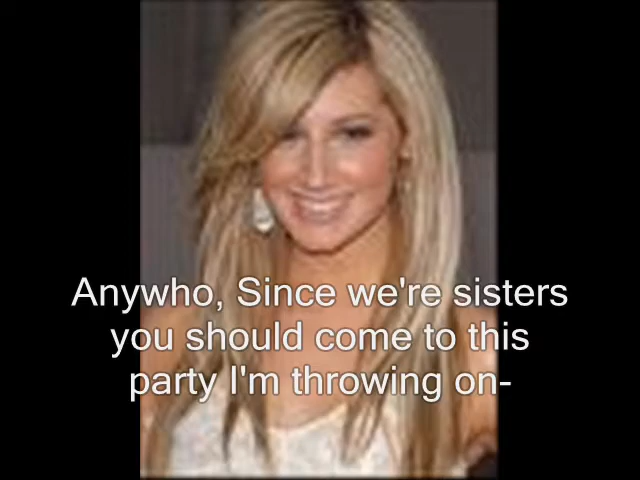 Anywho, Since we're sisters
you should come to this
party I'm throwing on-